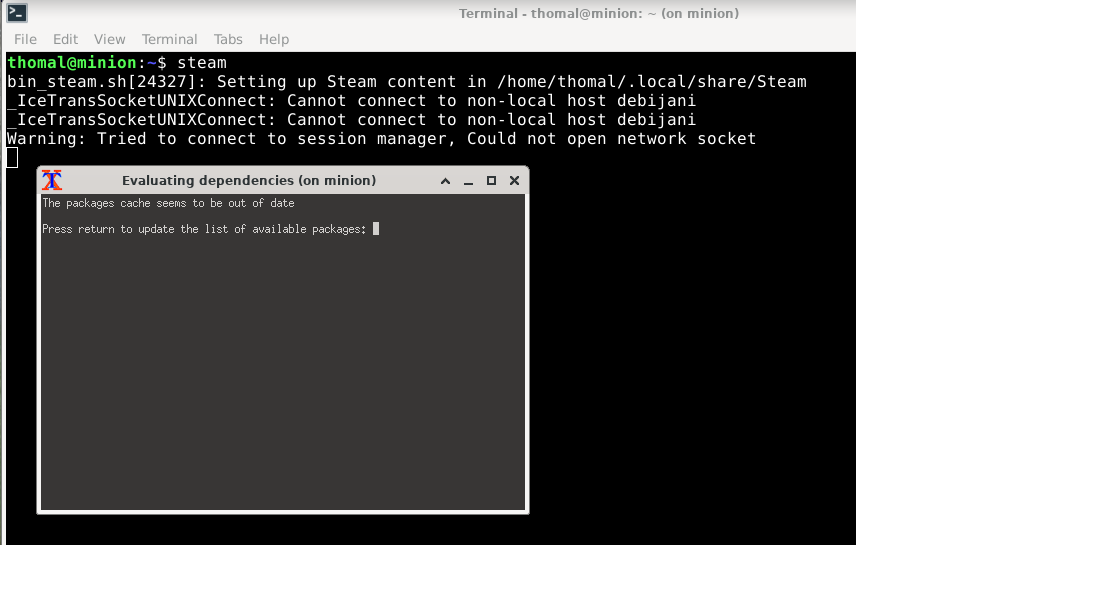 Terminal - thomal@minion: ~ (on minion)
File Edit View Terminal Tabs Help
thomal@minion:~$ steam
bin_steam.sh[24327]: Setting up Steam content in /home/thomal/.local/share/Steam
_IceTransSocketUNIXConnect: Cannot connect to non-local host debijani
_IceTransSocketUNIXConnect: Cannot connect to non-local host debijani
Warning: Tried to connect to session manager, Could not open network socket
Evaluating dependencies (on minion)
The packages cache seems to be out of date
Press return to update the list of available packages: